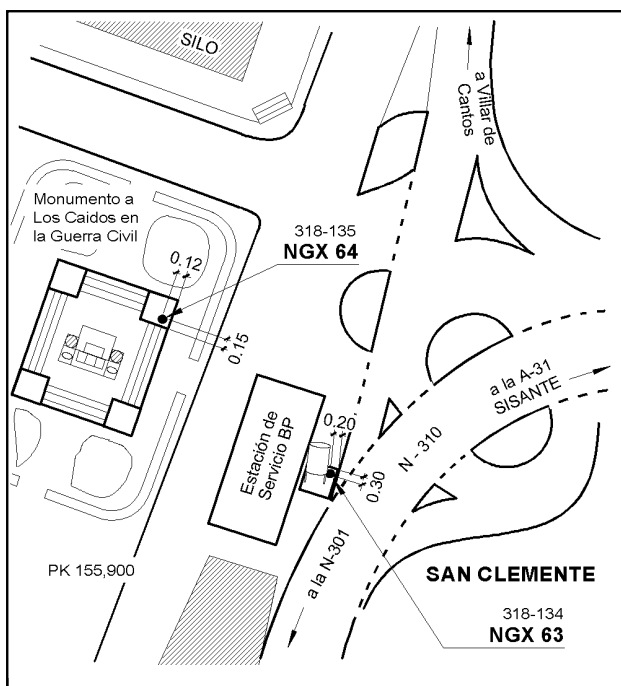 SILO
a Villar de
Cantos
Monumento a
Los Caidos en
la Guerra Civil
318-135
NGX 64
0.12
0.15
a la A-31
SISANTE
Estación de
Servicio BP
0.20
0.30
N - 310
PK 155,900
a la N-301
SAN CLEMENTE
318-134
NGX 63